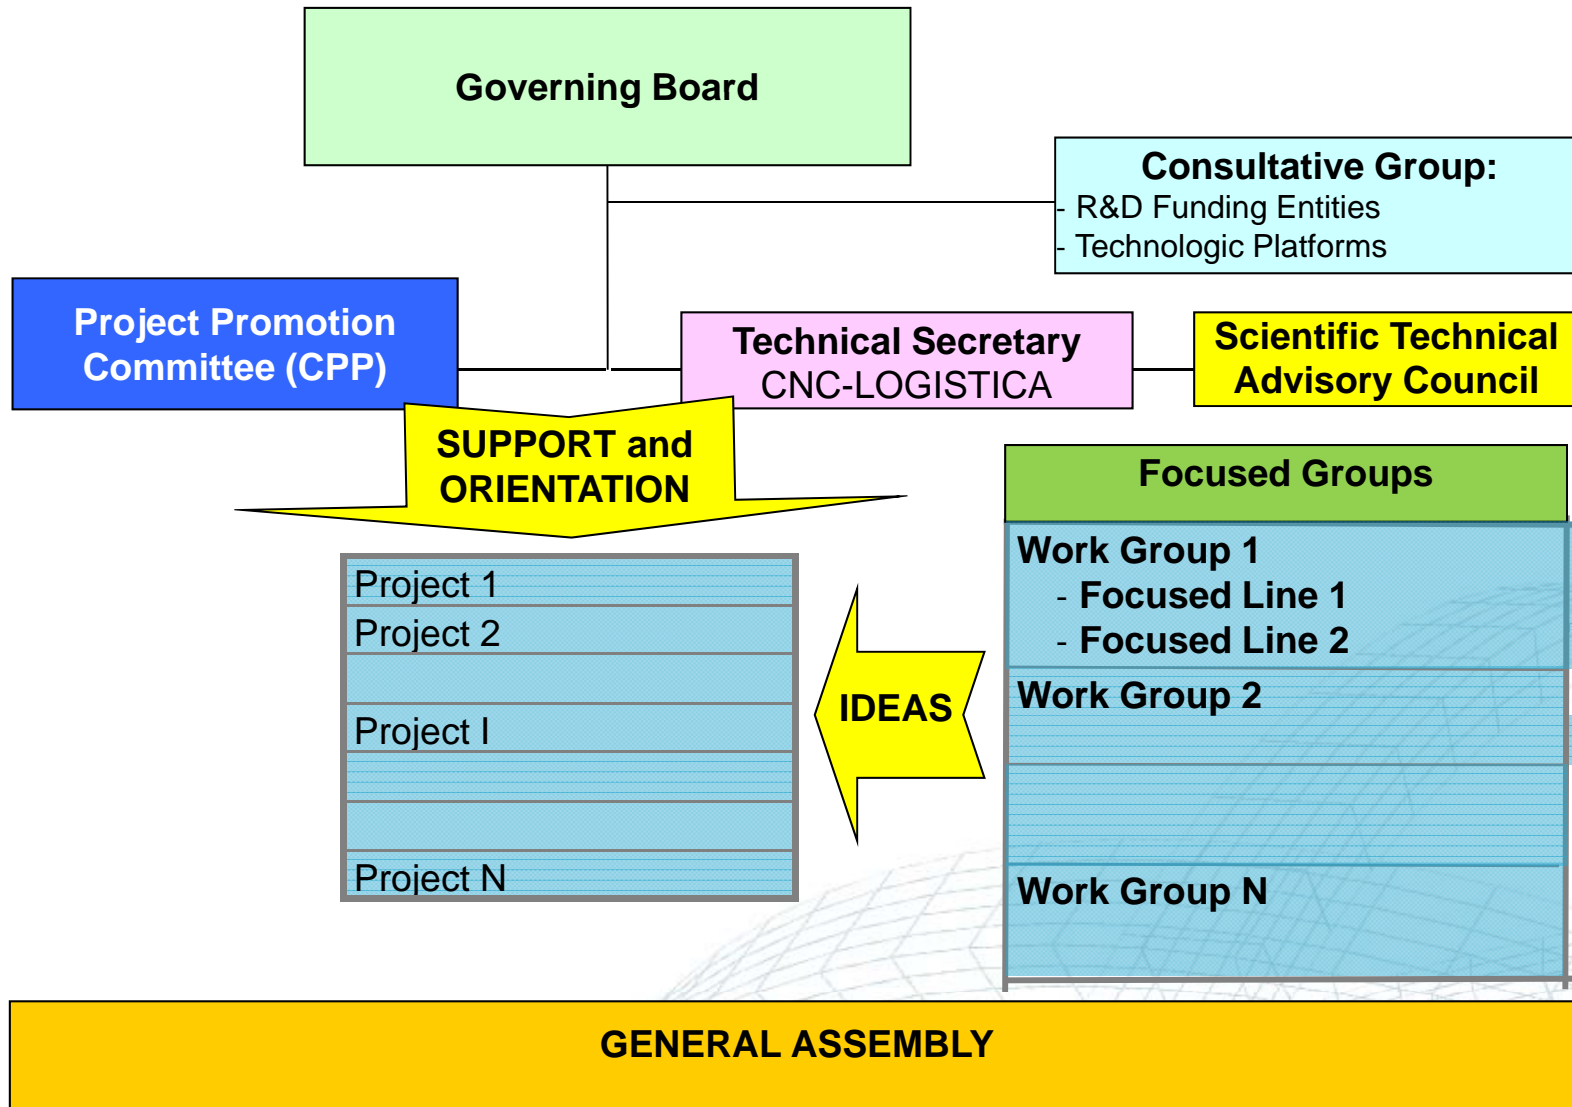 Governing Board
Consultative Group:
- R&D Funding Entities
- Technologic Platforms
Project Promotion
Committee (CPP)
Technical Secretary
CNC-LOGISTICA
Scientific Technical
Advisory Council
SUPPORT and
ORIENTATION
Focused Groups
Work Group 1
- Focused Line 1
- Focused Line 2
Work Group 2
Work Group N
Project 1
Project 2
Project I
Project N
IDEAS
GENERAL ASSEMBLY